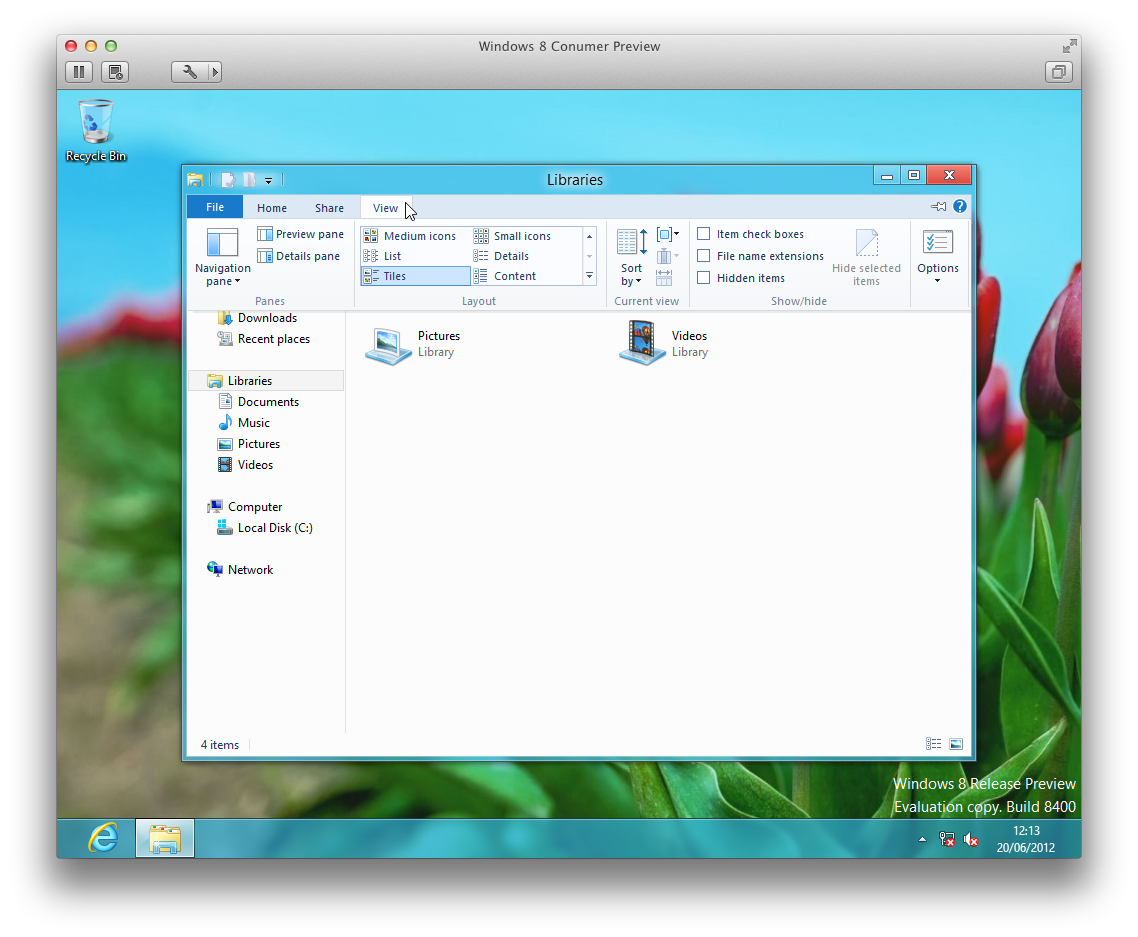 Windows 8 Conumer Preview
Recycle Bin
Libraries
File Home Share View
Navigation pane
Preview pane
Details pane
Panes
Medium icons Small icons
List Details
Tiles Content
Layout
Sort by
Current view
Item check boxes
File name extensions
Hidden items
Hide selected items
Show/hide
Options
Downloads
Recent places
Libraries
Documents
Music
Pictures
Videos
Computer
Local Disk (C:)
Network
Pictures
Library
Videos
Library
4 items
Windows 8 Release Preview
Evaluation copy. Build 8400
12:13
20/06/2012